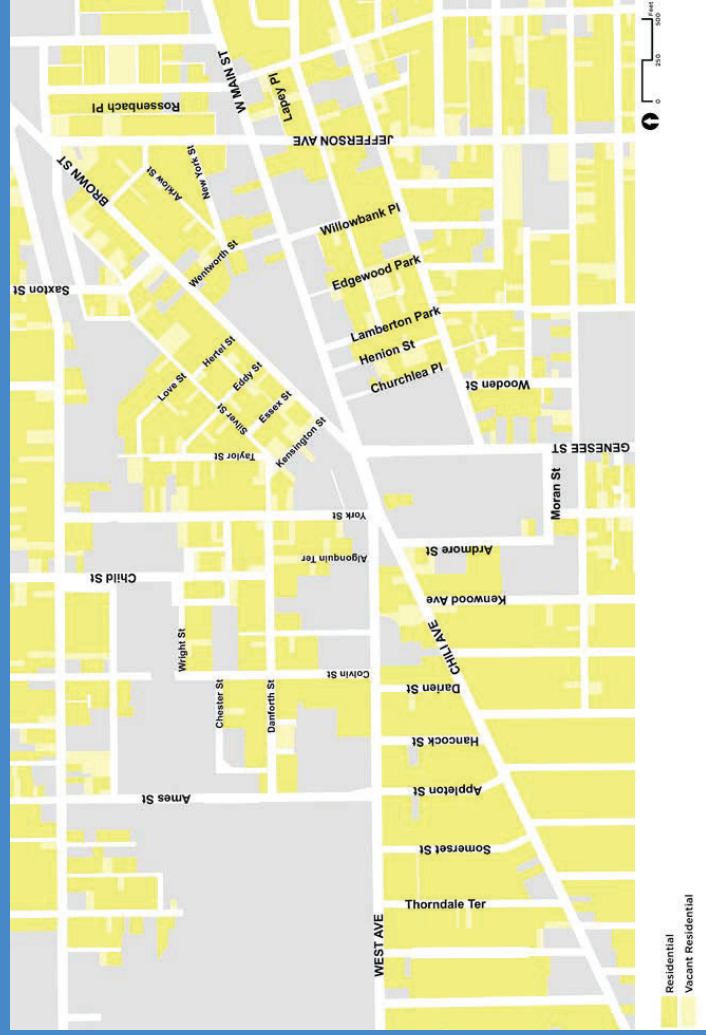 Feet
500
250
0
W MAIN ST
Lapey Pl
Rossenbach Pl
JEFFERSON AVE
BROWN ST
New York St
Arklow St
Willowbank Pl
Wentworth St
Edgewood Park
Saxton St
Lamberton Park
Henion St
Churchlea Pl
Wooden St
Hertel St
Love St
Eddy St
Essex St
Silver St
Kensington St
Taylor St
GENESEE ST
Moran St
York St
Ardmore St
Algonquin Ter
Child St
Kenwood Ave
CHILI AVE
Wright St
Colvin St
Darien St
Chester St
Danforth St
Hancock St
Appleton St
Ames St
Somerset St
Thorndale Ter
WEST AVE
Residential
Vacant Residential